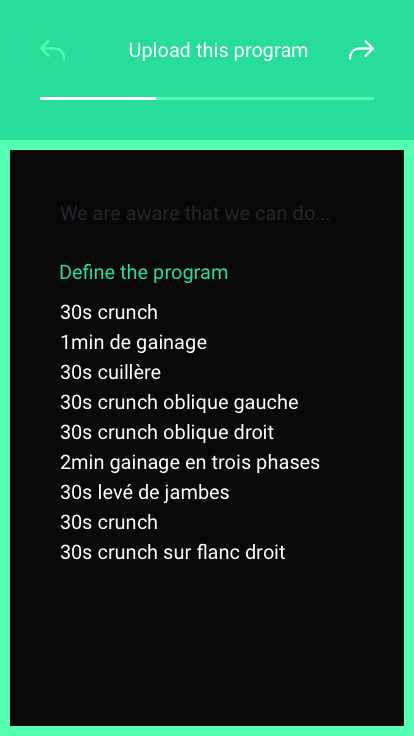 Upload this program
We are aware that we can do...
Define the program
30s crunch
1min de gainage
30s cuillère
30s crunch oblique gauche
30s crunch oblique droit
2min gainage en trois phases
30s levé de jambes
30s crunch
30s crunch sur flanc droit